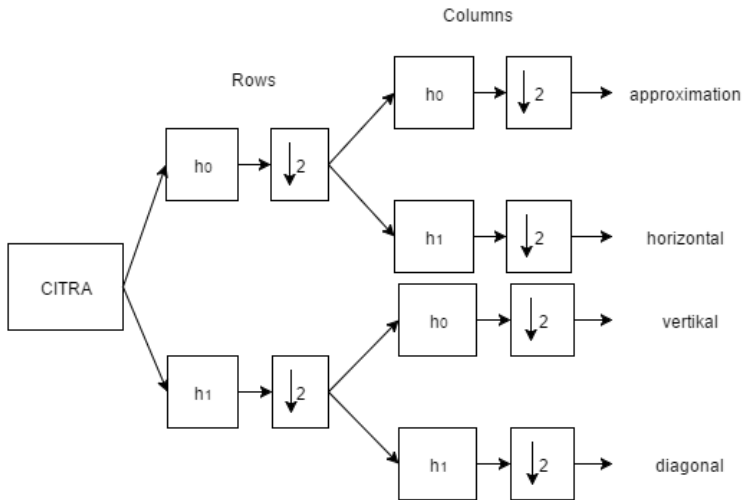 Columns
Rows
h0
↓2
approximation
h0
↓2
h1
↓2
horizontal
CITRA
h0
↓2
vertikal
h1
↓2
h1
↓2
diagonal